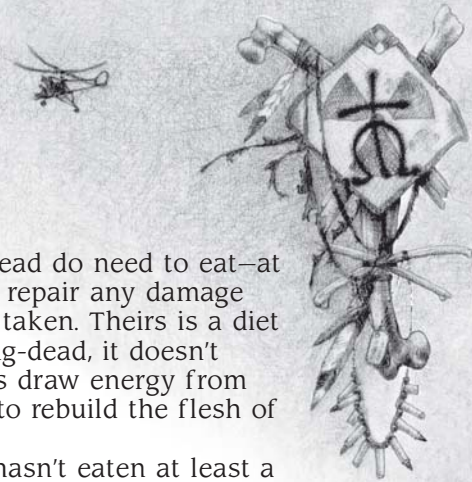 ead do need to eat—at
repair any damage
taken. Theirs is a diet
g-dead, it doesn't
s draw energy from
to rebuild the flesh of
hasn't eaten at least a
Ω